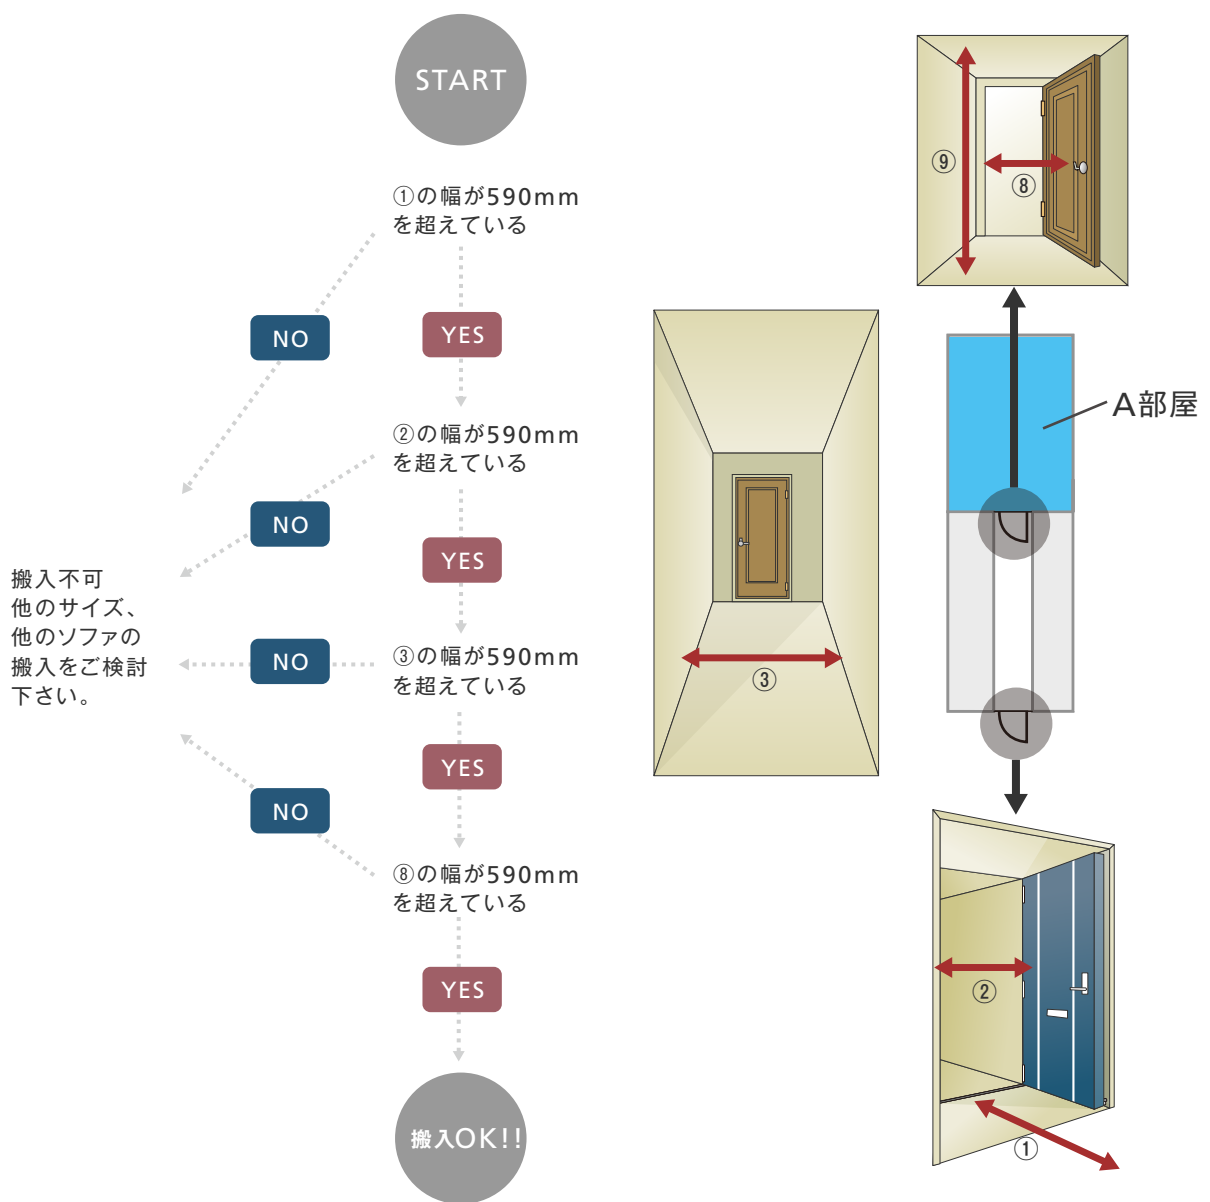 START
①の幅が590mm
を超えている
NO
YES
②の幅が590mm
を超えている
NO
YES
搬入不可
他のサイズ、
他のソファの
搬入をご検討
下さい。
③の幅が590mm
を超えている
NO
YES
⑧の幅が590mm
を超えている
NO
YES
搬入OK!!
③
⑨
⑧
A部屋
②
①